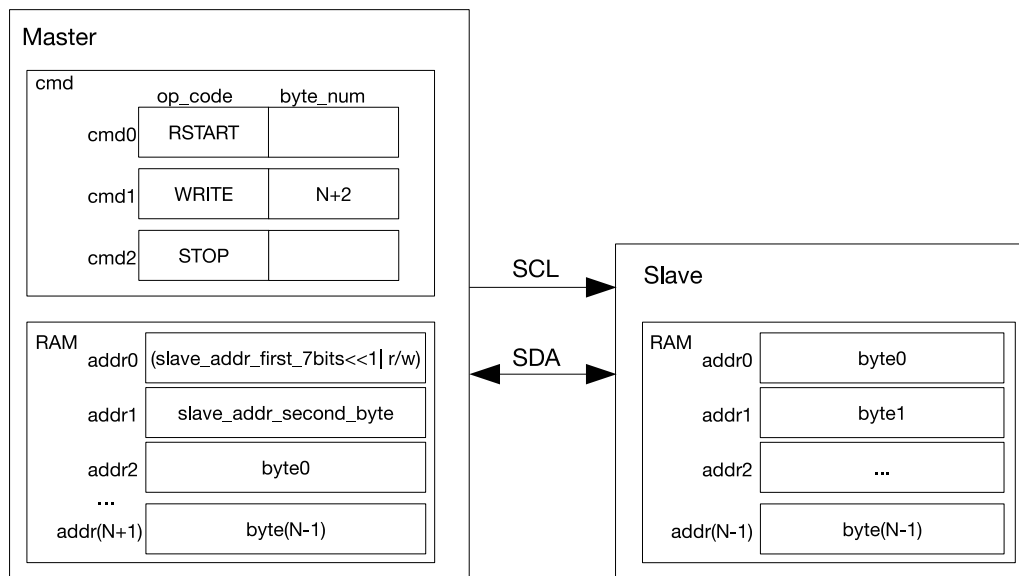 Master
cmd
op_code byte_num
cmd0 RSTART
cmd1 WRITE N+2
cmd2 STOP
RAM
addr0 (slave_addr_first_7bits<<1| r/w)
addr1 slave_addr_second_byte
addr2 byte0
...
addr(N+1) byte(N-1)
SCL
SDA
Slave
RAM
addr0 byte0
addr1 byte1
addr2 ...
addr(N-1) byte(N-1)